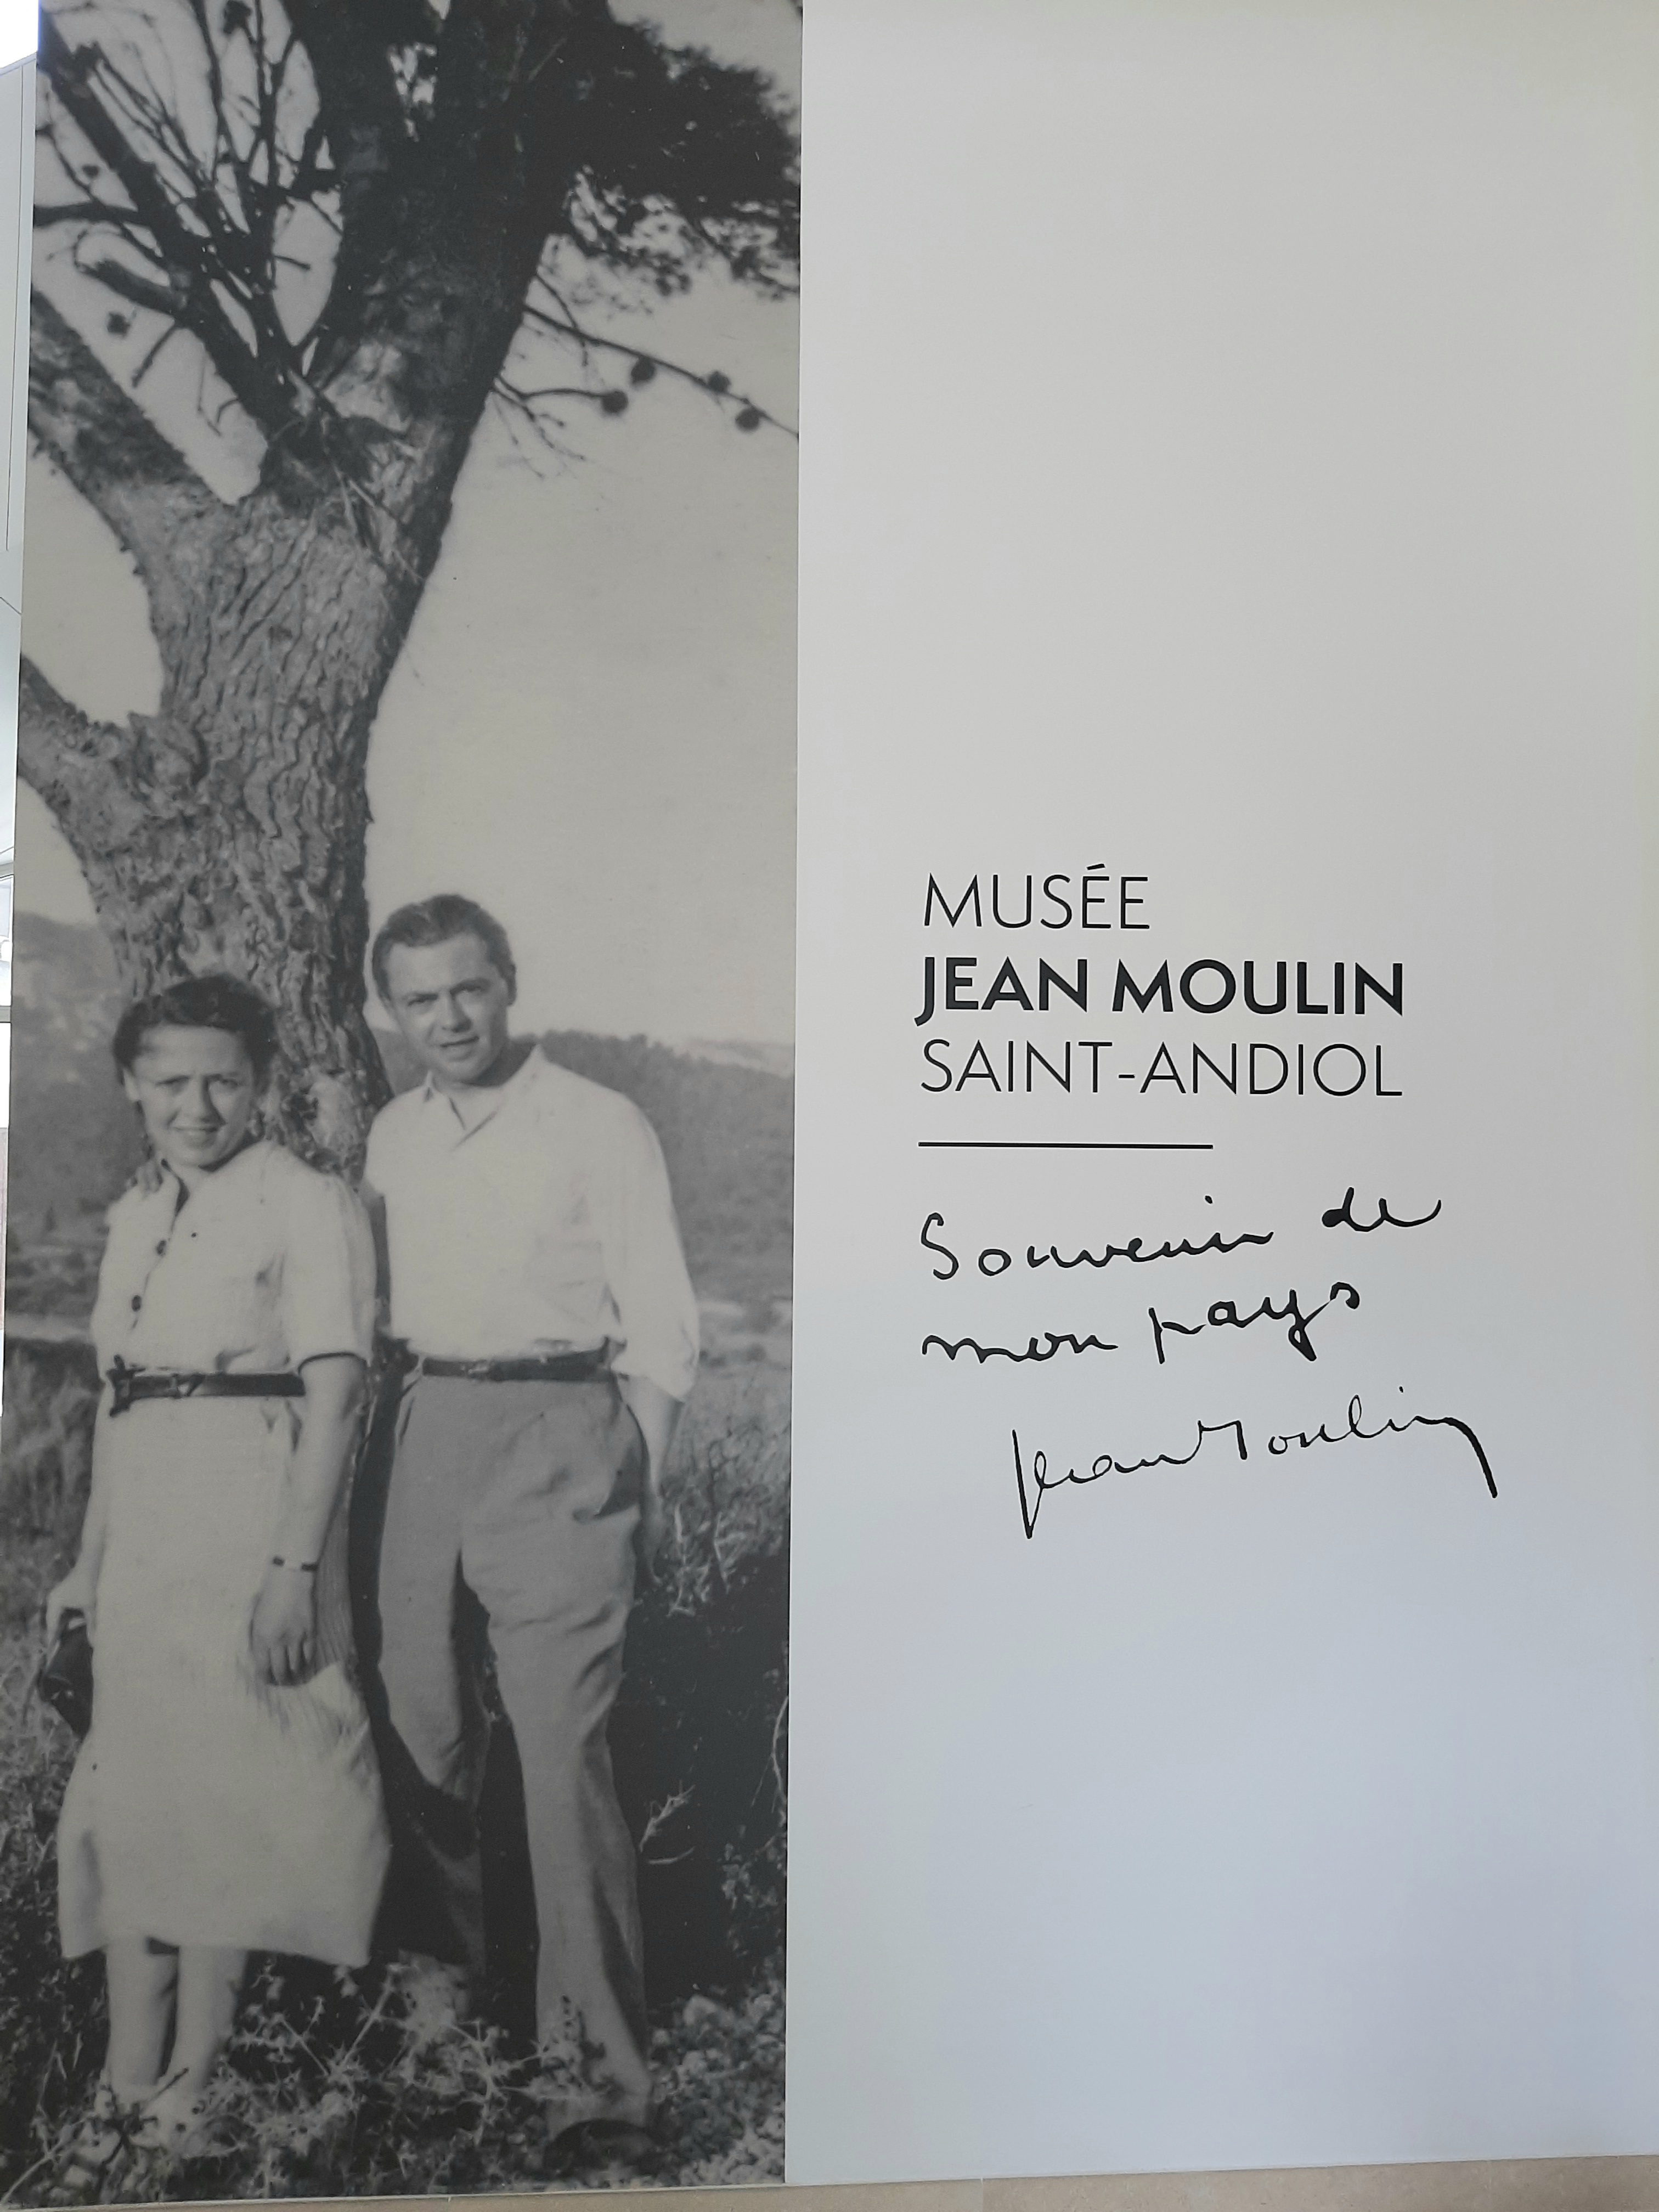 MUSÉE
JEAN MOULIN
SAINT-ANDIOL
Souvenir de
mon pays
Jean Moulin